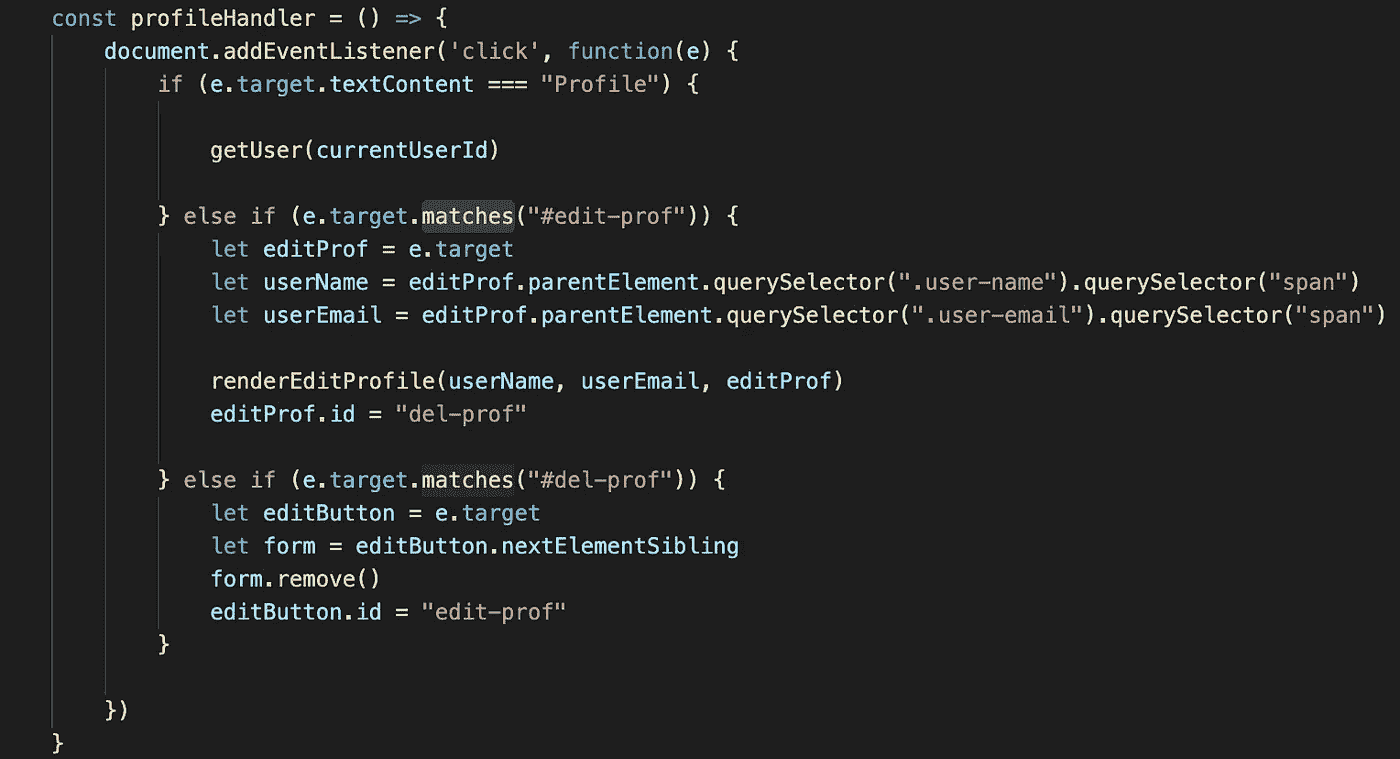 const profileHandler = () => {
document.addEventListener('click', function(e) {
if (e.target.textContent === "Profile") {
getUser(currentUserId)
} else if (e.target.matches("#edit-prof")) {
let editProf = e.target
let userName = editProf.parentElement.querySelector(".user-name").querySelector("span")
let userEmail = editProf.parentElement.querySelector(".user-email").querySelector("span")
renderEditProfile(userName, userEmail, editProf)
editProf.id = "del-prof"
} else if (e.target.matches("#del-prof")) {
let editButton = e.target
let form = editButton.nextElementSibling
form.remove()
editButton.id = "edit-prof"
}
})
}